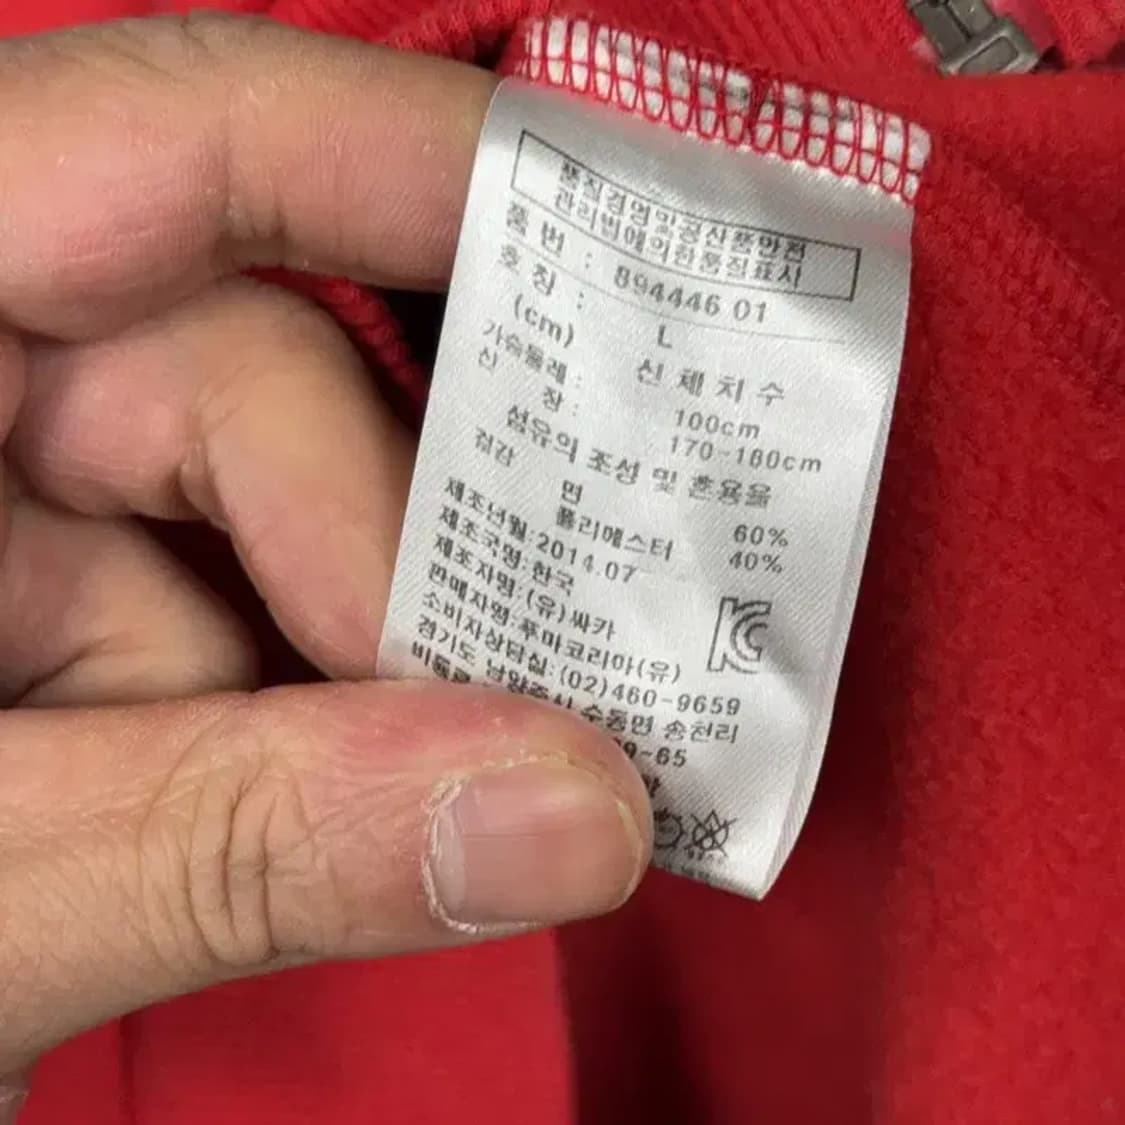 품질경영및공산품안전
관리법에의한품질표시
품 번 : 894446 01
호 칭 : L
(cm) 신 체 치 수
가슴둘레 : 100cm
신 장 : 170-180cm
섬유의 조성 및 혼용율
겉감 면 60%
폴리에스터 40%
제조년월:2014.07
제조국명:한국
제조자명:(유)싸카
판매자명:푸마코리아(유)
소비자상담실:(02)460-9659
경기도 남양주시 수동면 송천리
9-65
KC